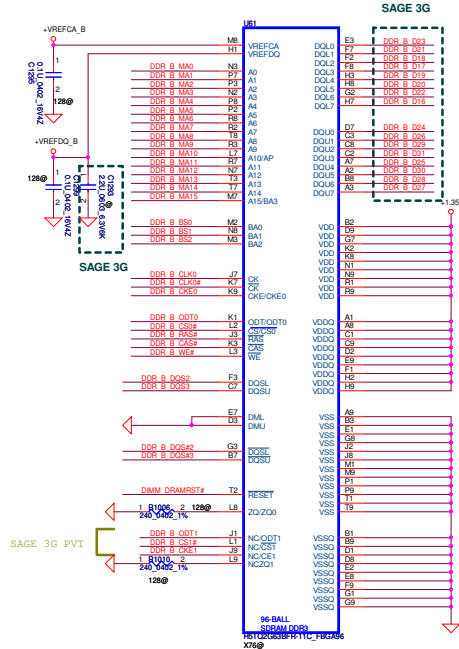 SAGE 3G
U61
+VREFCA_B
M8 VREFCA DQL0 E3 DDR_B_D23
H1 VREFDQ DQL1 F7 DDR_B_D21
DQL2 F2 DDR_B_D18
DDR_B_MA0 N3 A0 DQL3 F8 DDR_B_D17
DDR_B_MA1 P7 A1 DQL4 H3 DDR_B_D19
DDR_B_MA2 P3 A2 DQL5 H8 DDR_B_D20
DDR_B_MA3 N2 A3 DQL6 G2 DDR_B_D22
DDR_B_MA4 P8 A4 DQL7 H7 DDR_B_D16
DDR_B_MA5 P2 A5
DDR_B_MA6 R8 A6
DDR_B_MA7 R2 A7 DQU0 D7 DDR_B_D24
DDR_B_MA8 T8 A8 DQU1 C3 DDR_B_D26
DDR_B_MA9 R3 A9 DQU2 C8 DDR_B_D29
DDR_B_MA10 L7 A10/AP DQU3 C2 DDR_B_D31
DDR_B_MA11 R7 A11 DQU4 A7 DDR_B_D25
DDR_B_MA12 N7 A12 DQU5 A2 DDR_B_D30
DDR_B_MA13 T3 A13 DQU6 B8 DDR_B_D28
DDR_B_MA14 T7 A14 DQU7 A3 DDR_B_D27
DDR_B_MA15 M7 A15/BA3
0.1U_0402_16V4Z
128@
1
2
+VREFDQ_B
128@
0.1U_0402_16V4Z
2.2U_0603_6.3V6K
1
2
1
2
SAGE 3G
+1.35
DDR_B_BS0 M2 BA0 VDD B2
DDR_B_BS1 N8 BA1 VDD D9
DDR_B_BS2 M3 BA2 VDD G7
VDD K2
VDD K8
VDD N1
DDR_B_CLK0 J7 CK VDD N9
DDR_B_CLK0# K7 CK VDD R1
DDR_B_CKE0 K9 CKE/CKE0 VDD R9
DDR_B_ODT0 K1 ODT/ODT0 VDDQ A1
DDR_B_CS0# L2 CS/CS0 VDDQ A8
DDR_B_RAS# J3 RAS VDDQ C1
DDR_B_CAS# K3 CAS VDDQ C9
DDR_B_WE# L3 WE VDDQ D2
VDDQ E9
VDDQ F1
DDR_B_DQS2 F3 DQSL VDDQ H2
DDR_B_DQS3 C7 DQSU VDDQ H9
E7 DML VSS A9
D3 DMU VSS B3
VSS E1
VSS G8
DDR_B_DQS#2 G3 DQSL VSS J2
DDR_B_DQS#3 B7 DQSU VSS J8
VSS M1
VSS M9
VSS P1
DIMM_DRAMRST# T2 RESET VSS P9
VSS T1
R1006 1 2 128@ L8 ZQ/ZQ0 VSS T9
240_0402_1%
SAGE 3G PVT
DDR_B_ODT1 J1 NC/ODT1 VSSQ B1
DDR_B_CS1# L1 NC/CS1 VSSQ B9
DDR_B_CKE1 J9 NC/CE1 VSSQ D1
R1010 1 2 L9 NCZQ1 VSSQ D8
240_0402_1%
VSSQ E2
128@
VSSQ E8
VSSQ F9
VSSQ G1
VSSQ G9
96-BALL
SDRAM DDR3
H5TQ2G63BFR-11C_FBGA96
X76@